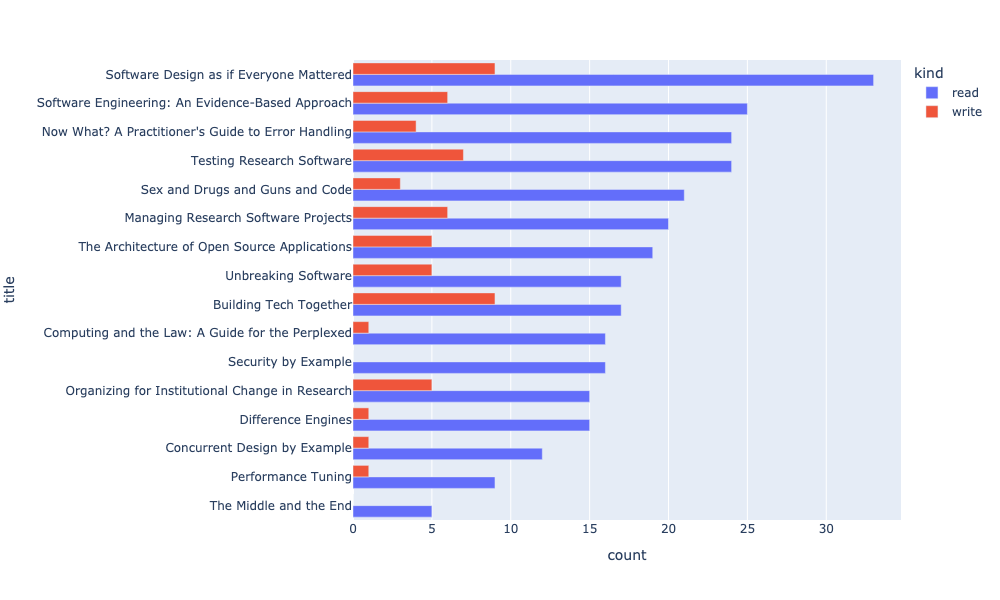 kind
read
write
title
Software Design as if Everyone Mattered
Software Engineering: An Evidence-Based Approach
Now What? A Practitioner's Guide to Error Handling
Testing Research Software
Sex and Drugs and Guns and Code
Managing Research Software Projects
The Architecture of Open Source Applications
Unbreaking Software
Building Tech Together
Computing and the Law: A Guide for the Perplexed
Security by Example
Organizing for Institutional Change in Research
Difference Engines
Concurrent Design by Example
Performance Tuning
The Middle and the End
0 5 10 15 20 25 30
count